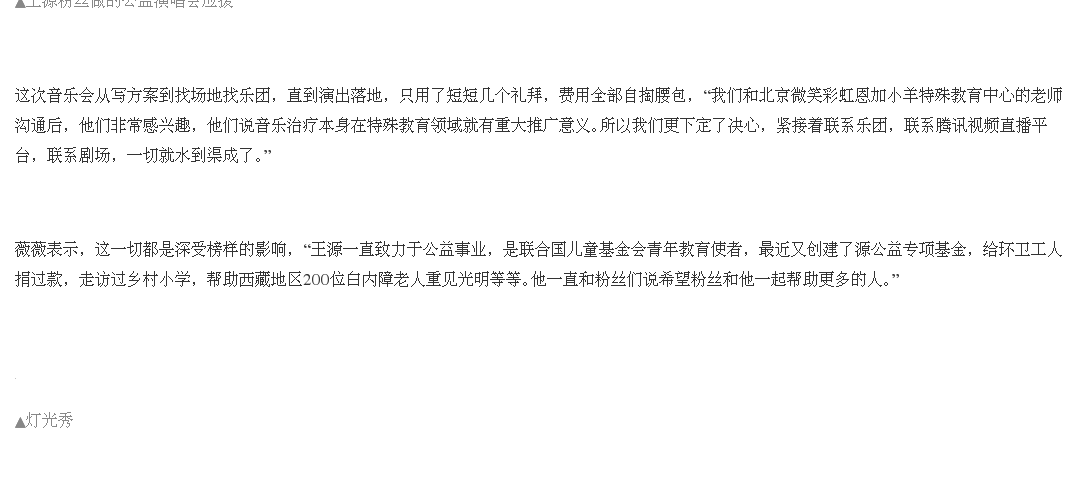 ▲王源粉丝做的公益演唱会应援
这次音乐会从写方案到找场地找乐团，直到演出落地，只用了短短几个礼拜，费用全部自掏腰包，“我们和北京微笑彩虹恩加小羊特殊教育中心的老师
沟通后，他们非常感兴趣，他们说音乐治疗本身在特殊教育领域就有重大推广意义。所以我们更下定了决心，紧接着联系乐团，联系腾讯视频直播平
台，联系剧场，一切就水到渠成了。”
薇薇表示，这一切都是深受榜样的影响，“王源一直致力于公益事业，是联合国儿童基金会青年教育使者，最近又创建了源公益专项基金，给环卫工人
捐过款，走访过乡村小学，帮助西藏地区200位白内障老人重见光明等等。他一直和粉丝们说希望粉丝和他一起帮助更多的人。”
▲灯光秀